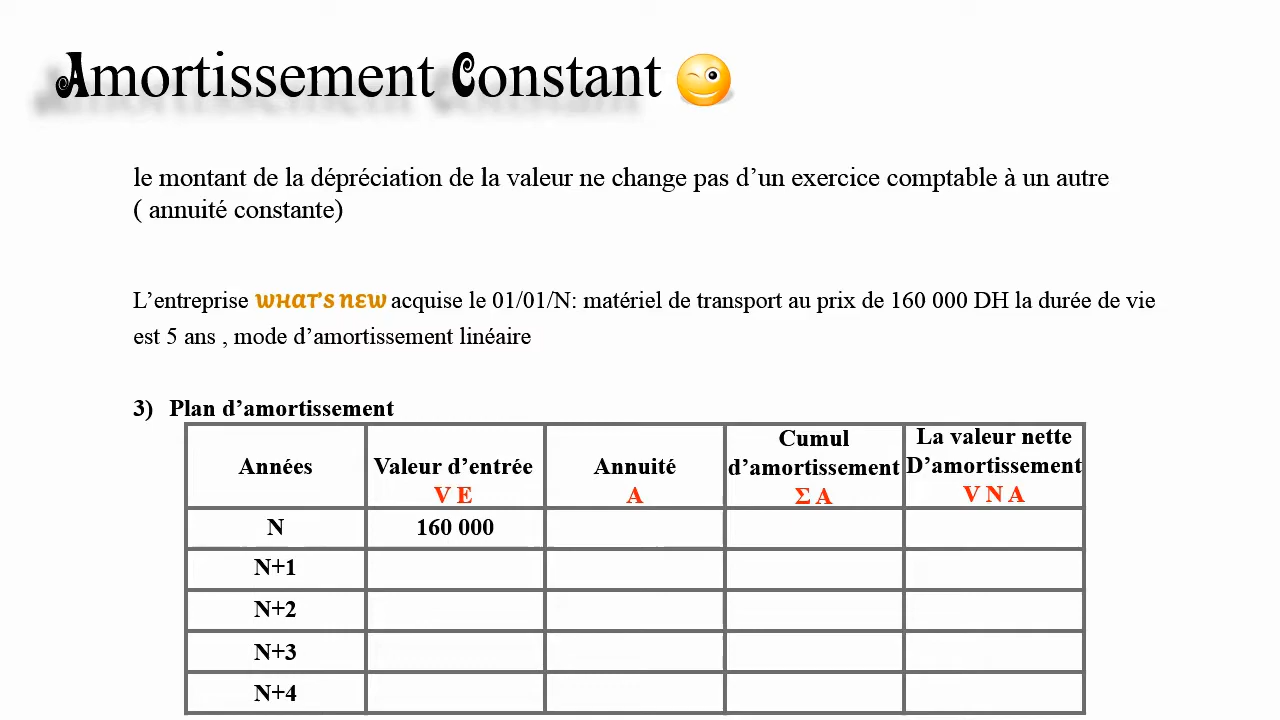 Amortissement Constant
le montant de la dépréciation de la valeur ne change pas d’un exercice comptable à un autre
( annuité constante)
L’entreprise WHAT'S NEW acquise le 01/01/N: matériel de transport au prix de 160 000 DH la durée de vie
est 5 ans , mode d’amortissement linéaire
3) Plan d’amortissement
Années Valeur d’entrée V E Annuité A Cumul d’amortissement Σ A La valeur nette D’amortissement V N A
N 160 000
N+1
N+2
N+3
N+4